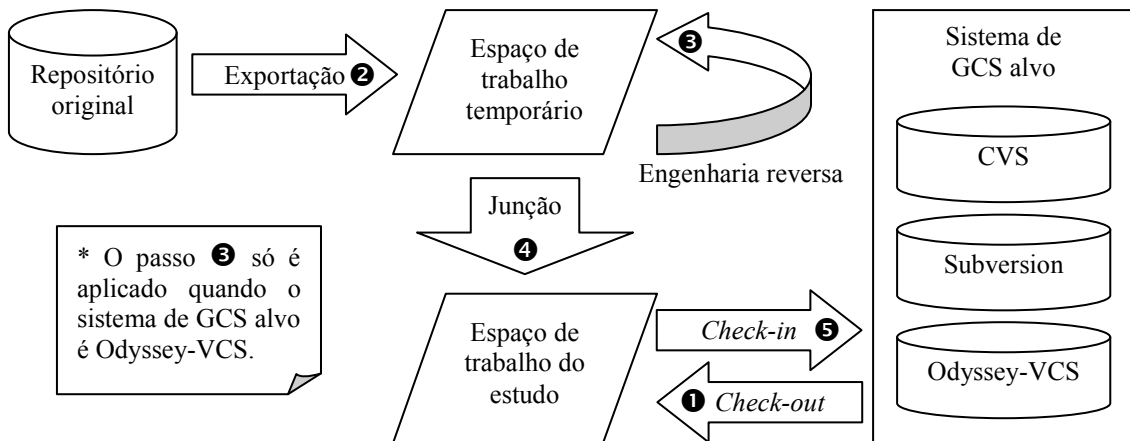 Repositório
original
Exportação ❷
Espaço de
trabalho
temporário
❸
Engenharia reversa
Sistema de
GCS alvo
CVS
Subversion
Odyssey-VCS
Junção
❹
* O passo ❸ só é
aplicado quando o
sistema de GCS alvo
é Odyssey-VCS.
Espaço de
trabalho do
estudo
Check-in ❺
❶ Check-out